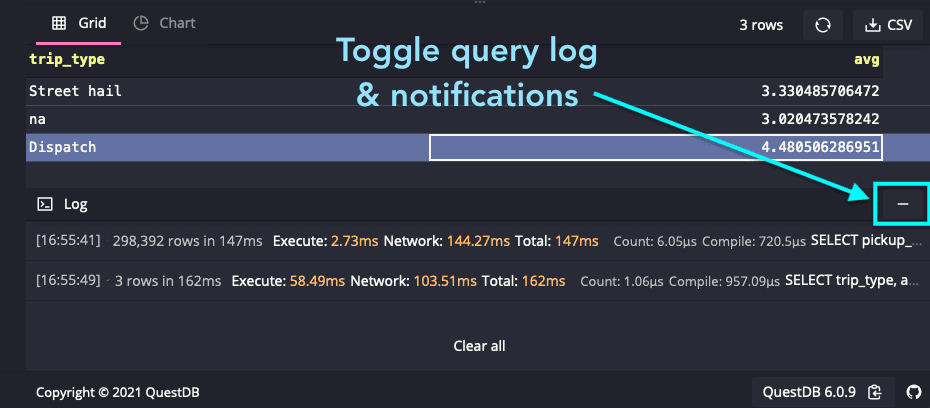 Grid Chart 3 rows CSV
Toggle query log
& notifications
trip_type avg
Street hail 3.330485706472
na 3.020473578242
Dispatch 4.480506286951
Log
[16:55:41] 298,392 rows in 147ms Execute: 2.73ms Network: 144.27ms Total: 147ms Count: 6.05µs Compile: 720.5µs SELECT pickup_...
[16:55:49] 3 rows in 162ms Execute: 58.49ms Network: 103.51ms Total: 162ms Count: 1.06µs Compile: 957.09µs SELECT trip_type, a...
Clear all
Copyright © 2021 QuestDB QuestDB 6.0.9